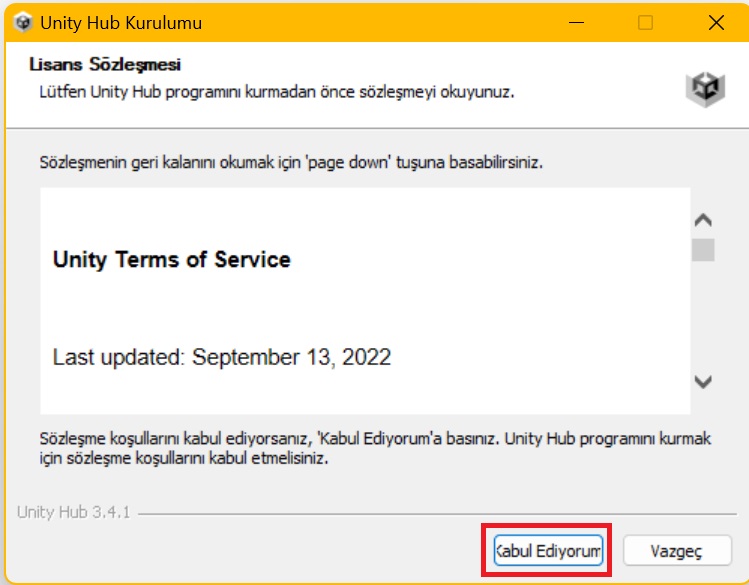 Unity Hub Kurulumu
Lisans Sözleşmesi
Lütfen Unity Hub programını kurmadan önce sözleşmeyi okuyunuz.
Sözleşmenin geri kalanını okumak için 'page down' tuşuna basabilirsiniz.
Unity Terms of Service
Last updated: September 13, 2022
Sözleşme koşullarını kabul ediyorsanız, 'Kabul Ediyorum'a basınız. Unity Hub programını kurmak
için sözleşme koşullarını kabul etmelisiniz.
Unity Hub 3.4.1
Kabul Ediyorum
Vazgeç